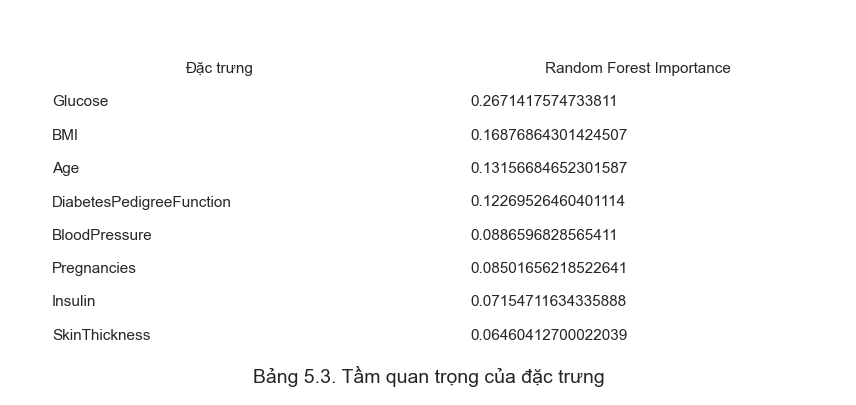 Đặc trưng Random Forest Importance
Glucose 0.2671417574733811
BMI 0.16876864301424507
Age 0.13156684652301587
DiabetesPedigreeFunction 0.12269526460401114
BloodPressure 0.0886596828565411
Pregnancies 0.08501656218522641
Insulin 0.07154711634335888
SkinThickness 0.06460412700022039
Bảng 5.3. Tầm quan trọng của đặc trưng